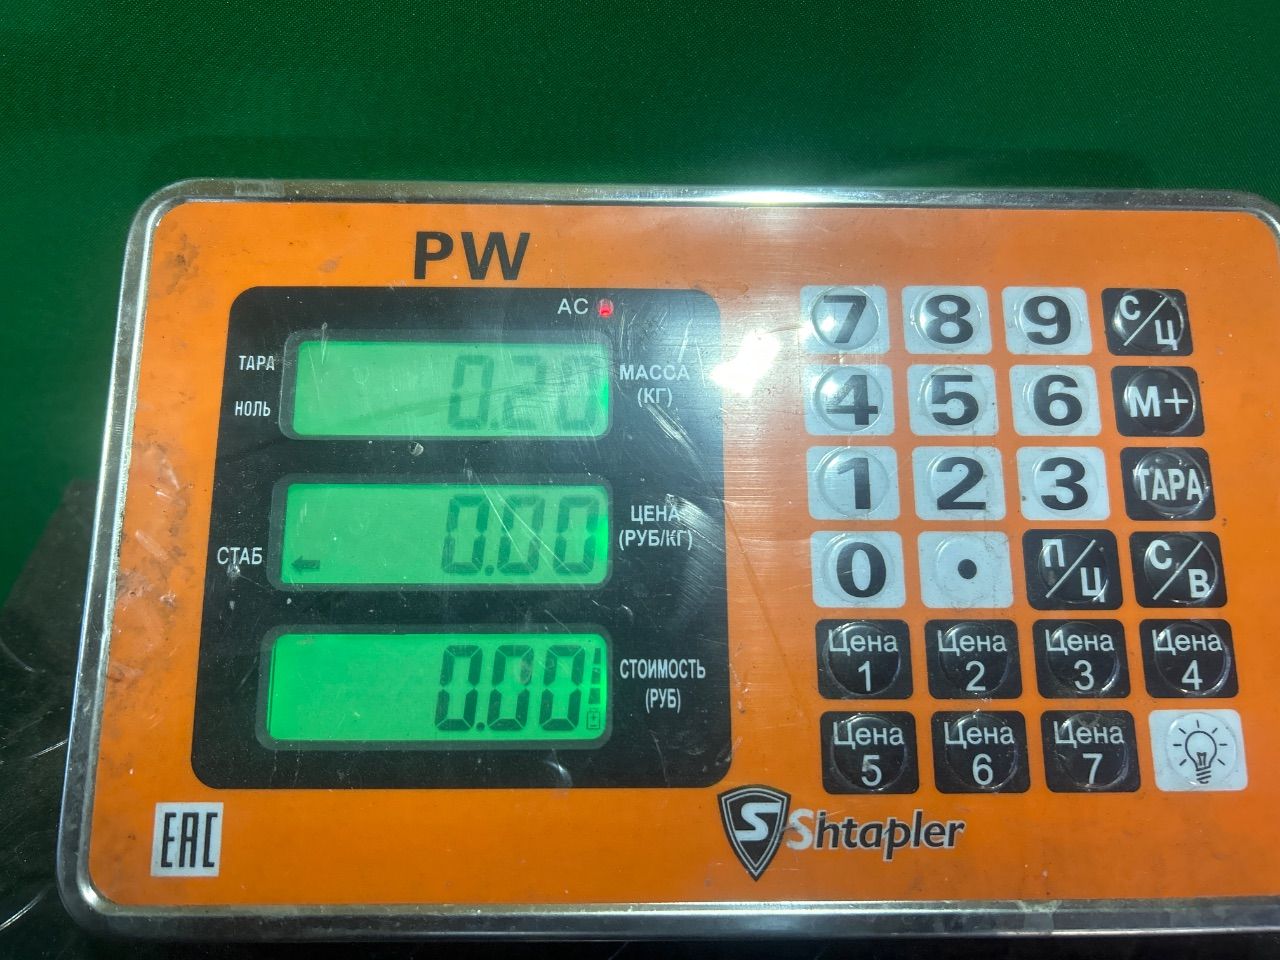 PW
AC
ТАРА
НОЛЬ
0.20
МАССА
(КГ)
СТАБ
0.00
ЦЕНА
(РУБ/КГ)
0.00
СТОИМОСТЬ
(РУБ)
7 8 9 С/Ц
4 5 6 М+
1 2 3 ТАРА
0 . П/Ц С/В
Цена 1 Цена 2 Цена 3 Цена 4
Цена 5 Цена 6 Цена 7
EAC
S Shtapler